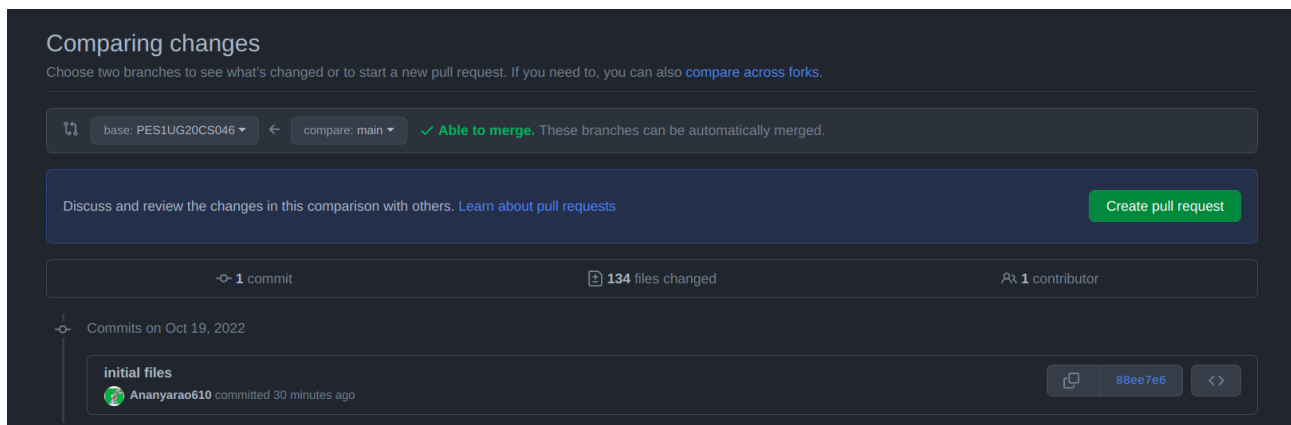 Comparing changes
Choose two branches to see what's changed or to start a new pull request. If you need to, you can also compare across forks.
base: PES1UG20CS046 compare: main Able to merge. These branches can be automatically merged.
Discuss and review the changes in this comparison with others. Learn about pull requests Create pull request
1 commit 134 files changed 1 contributor
Commits on Oct 19, 2022
initial files
Ananyarao610 committed 30 minutes ago 88ee7e6